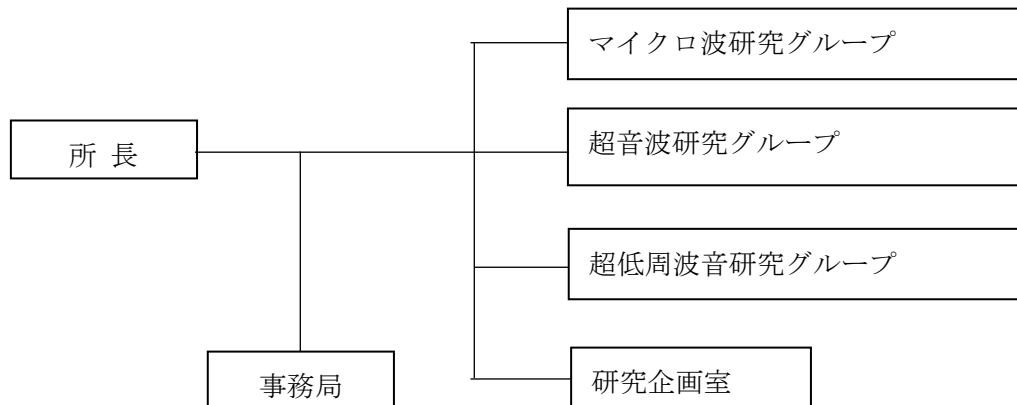 マイクロ波研究グループ
所 長
超音波研究グループ
超低周波音研究グループ
事務局
研究企画室